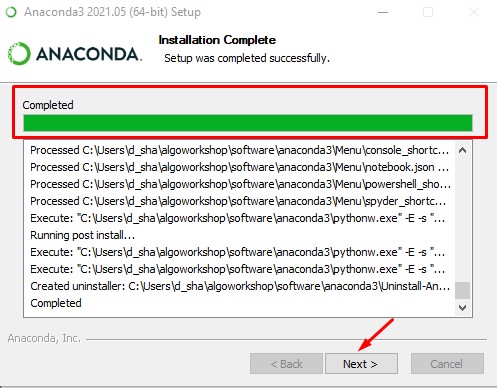 Anaconda3 2021.05 (64-bit) Setup
ANACONDA.
Installation Complete
Setup was completed successfully.
Completed
Processed C:\Users\d_sha\algoworkshop\software\anaconda3\Menu\console_shortc...
Processed C:\Users\d_sha\algoworkshop\software\anaconda3\Menu\notebook.json ...
Processed C:\Users\d_sha\algoworkshop\software\anaconda3\Menu\powershell_sho...
Processed C:\Users\d_sha\algoworkshop\software\anaconda3\Menu\spyder_shortc...
Execute: "C:\Users\d_sha\algoworkshop\software\anaconda3\pythonw.exe" -E -s "...
Running post install...
Execute: "C:\Users\d_sha\algoworkshop\software\anaconda3\pythonw.exe" -E -s "...
Execute: "C:\Users\d_sha\algoworkshop\software\anaconda3\pythonw.exe" -E -s "...
Created uninstaller: C:\Users\d_sha\algoworkshop\software\anaconda3\Uninstall-An...
Completed
Anaconda, Inc.
< Back
Next >
Cancel